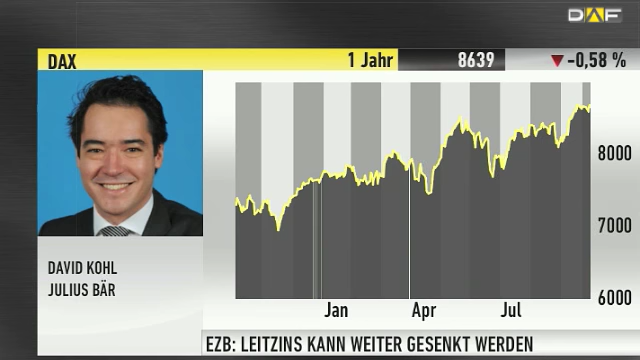 DAF
DAX 1 Jahr 8639 -0,58 %
8000
7000
6000
Jan Apr Jul
DAVID KOHL
JULIUS BÄR
EZB: LEITZINS KANN WEITER GESENKT WERDEN